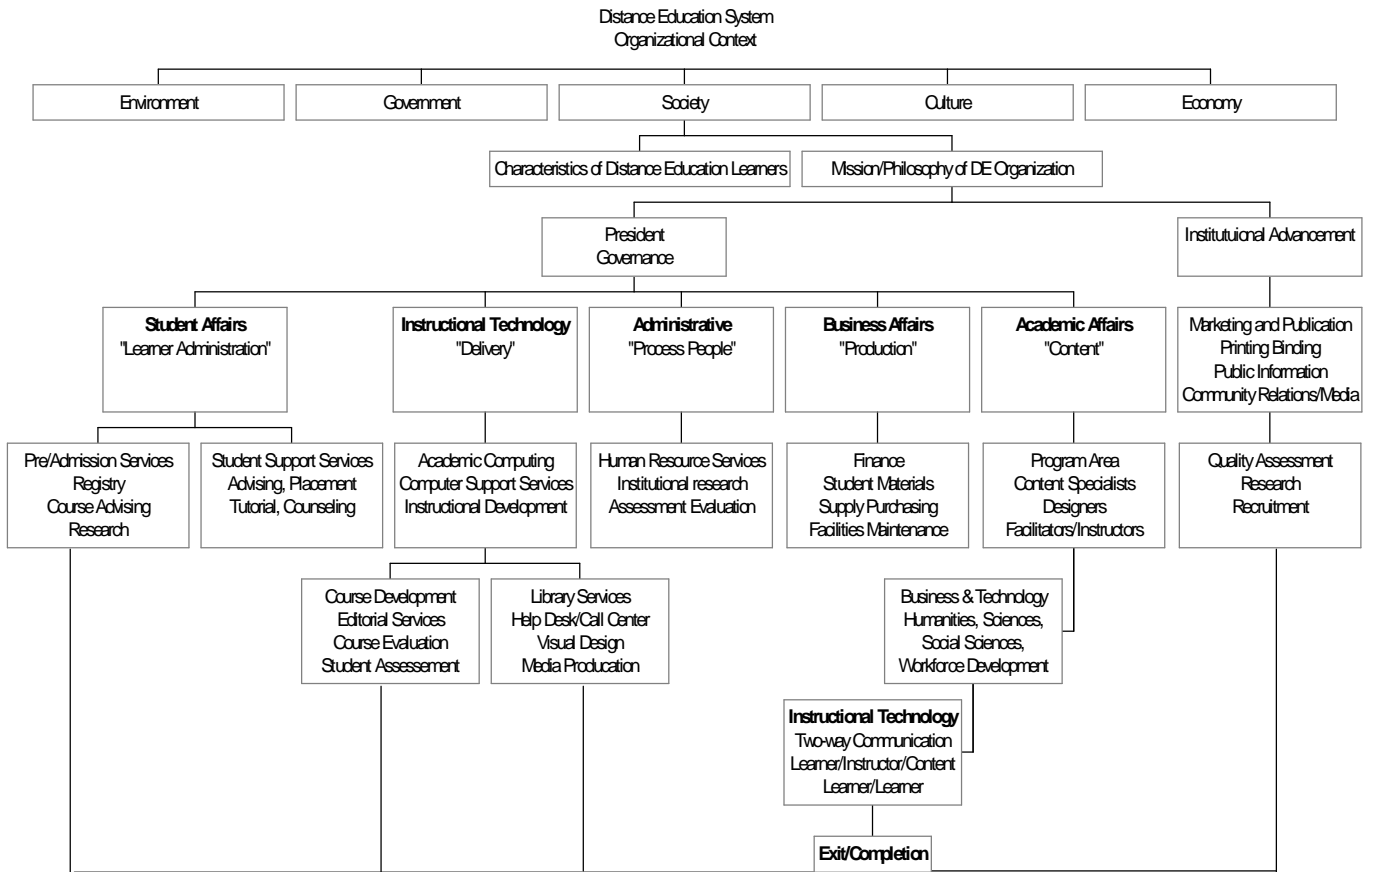 Distance Education System
Organizational Context
Environment
Government
Society
Culture
Economy
Characteristics of Distance Education Learners
Mission/Philosophy of DE Organization
President
Governance
Institutuional Advancement
Student Affairs
"Learner Administration"
Instructional Technology
"Delivery"
Administrative
"Process People"
Business Affairs
"Production"
Academic Affairs
"Content"
Marketing and Publication
Printing Binding
Public Information
Community Relations/Media
Pre/Admission Services
Registry
Course Advising
Research
Student Support Services
Advising, Placement
Tutorial, Counseling
Academic Computing
Computer Support Services
Instructional Development
Human Resource Services
Institutional research
Assessment Evaluation
Finance
Student Materials
Supply Purchasing
Facilities Maintenance
Program Area
Content Specialists
Designers
Facilitators/Instructors
Quality Assessment
Research
Recruitment
Course Development
Editorial Services
Course Evaluation
Student Assessement
Library Services
Help Desk/Call Center
Visual Design
Media Producation
Business & Technology
Humanities, Sciences,
Social Sciences,
Workforce Development
Instructional Technology
Two-way Communication
Learner/Instructor/Content
Learner/Learner
Exit/Completion